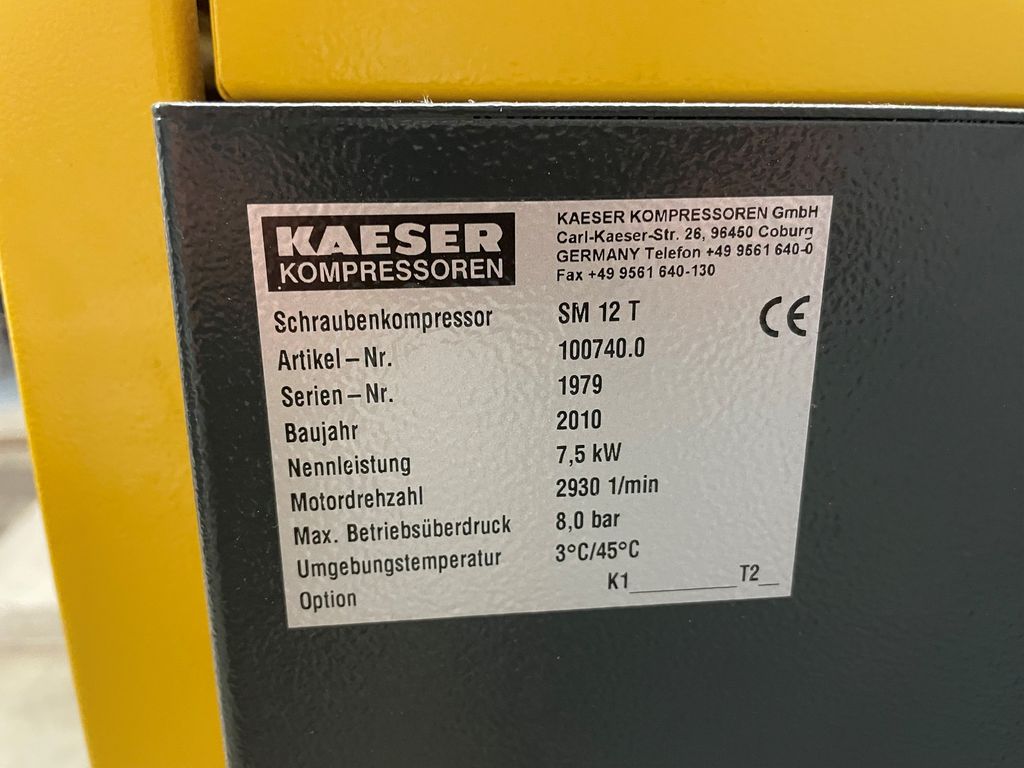 KAESER
KOMPRESSOREN
KAESER KOMPRESSOREN GmbH
Carl-Kaeser-Str. 26, 96450 Coburg
GERMANY Telefon +49 9561 640-0
Fax +49 9561 640-130
CE
Schraubenkompressor SM 12 T
Artikel-Nr. 100740.0
Serien-Nr. 1979
Baujahr 2010
Nennleistung 7,5 kW
Motordrehzahl 2930 1/min
Max. Betriebsüberdruck 8,0 bar
Umgebungstemperatur 3°C/45°C
Option K1_________T2__